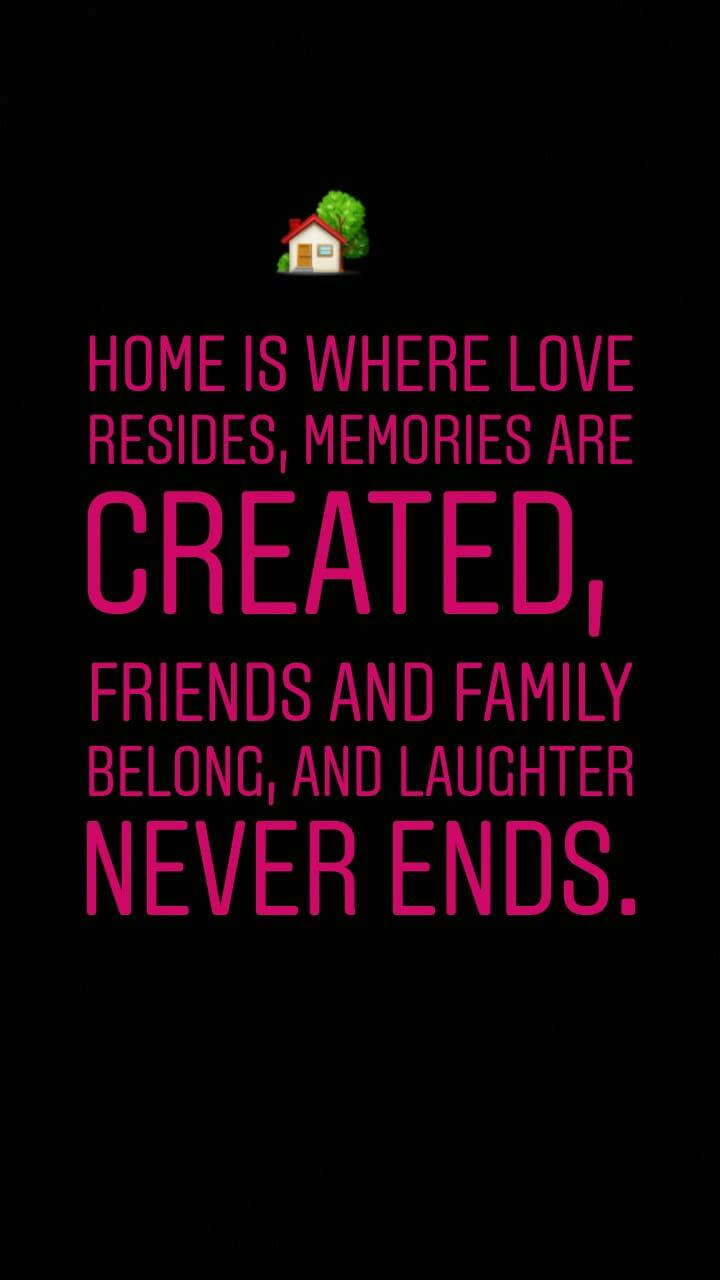 HOME IS WHERE LOVE
RESIDES, MEMORIES ARE
CREATED,
FRIENDS AND FAMILY
BELONG, AND LAUGHTER
NEVER ENDS.